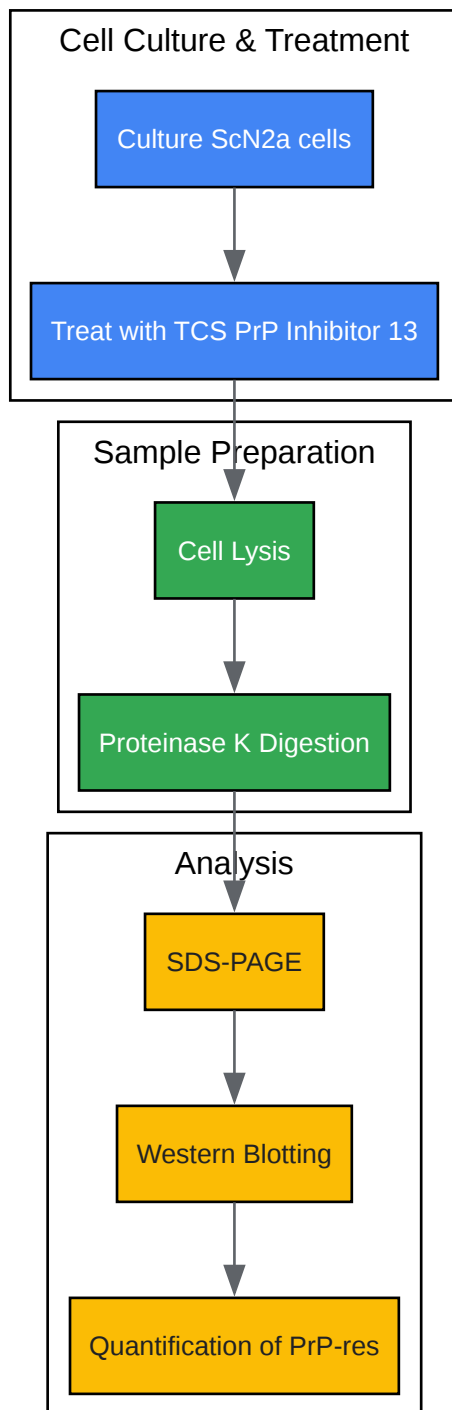 Cell Culture & Treatment
Culture ScN2a cells
Treat with TCS PrP Inhibitor 13
Sample Preparation
Cell Lysis
Proteinase K Digestion
Analysis
SDS-PAGE
Western Blotting
Quantification of PrP-res